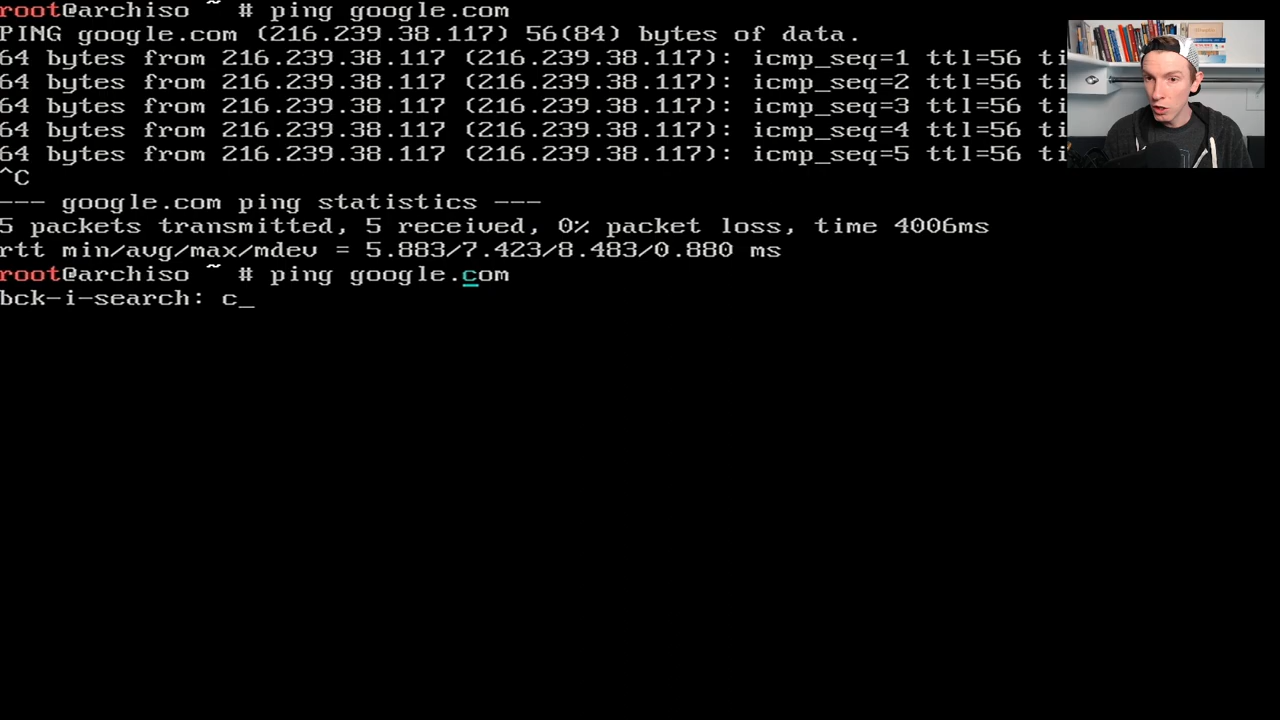 root@archiso ~ # ping google.com
PING google.com (216.239.38.117) 56(84) bytes of data.
64 bytes from 216.239.38.117 (216.239.38.117): icmp_seq=1 ttl=56 ti
64 bytes from 216.239.38.117 (216.239.38.117): icmp_seq=2 ttl=56 ti
64 bytes from 216.239.38.117 (216.239.38.117): icmp_seq=3 ttl=56 ti
64 bytes from 216.239.38.117 (216.239.38.117): icmp_seq=4 ttl=56 ti
64 bytes from 216.239.38.117 (216.239.38.117): icmp_seq=5 ttl=56 ti
^C
--- google.com ping statistics ---
5 packets transmitted, 5 received, 0% packet loss, time 4006ms
rtt min/avg/max/mdev = 5.883/7.423/8.483/0.880 ms
root@archiso ~ # ping google.com
bck-i-search: c_